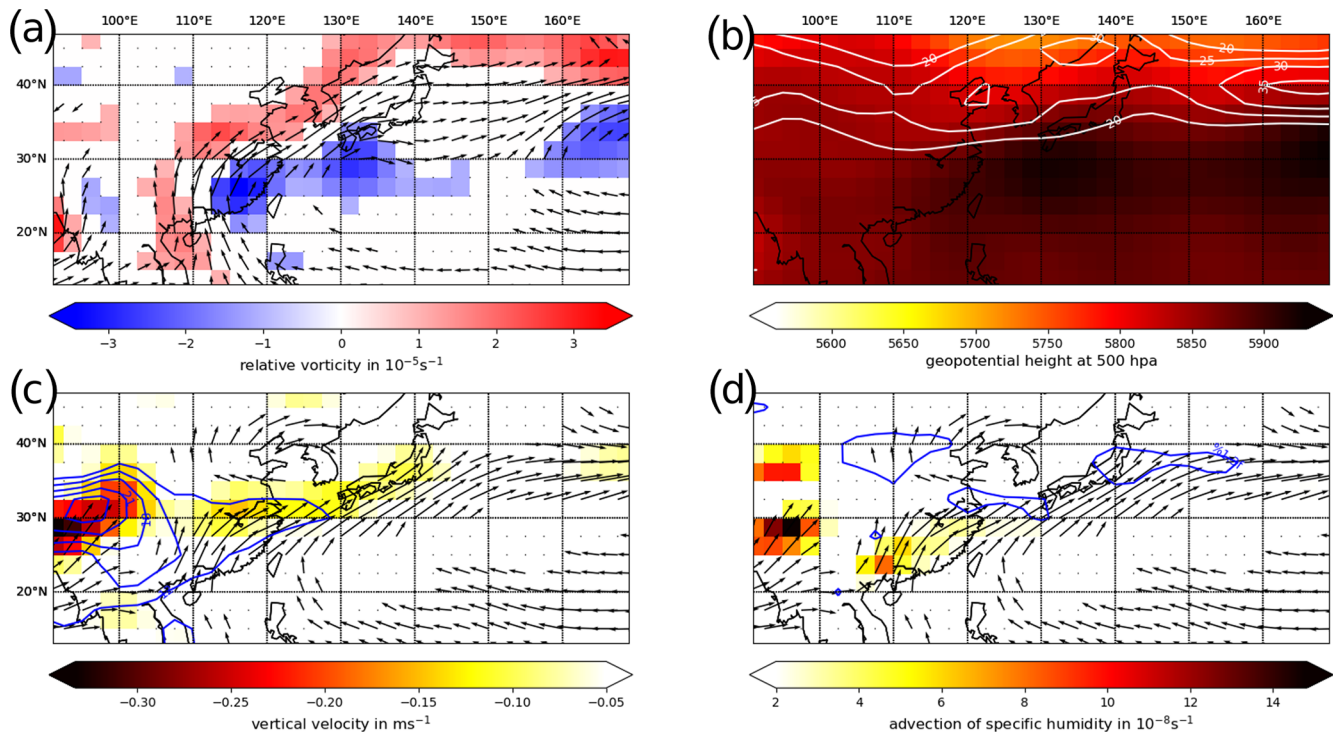 (a)
100°E 110°E 120°E 130°E 140°E 150°E 160°E
40°N
30°N
20°N
−3 −2 −1 0 1 2 3
relative vorticity in 10⁻⁵s⁻¹
(b)
100°E 110°E 120°E 130°E 140°E 150°E 160°E
20
20
25
30
35
20
5600 5650 5700 5750 5800 5850 5900
geopotential height at 500 hpa
(c)
40°N
30°N
20°N
−0.30 −0.25 −0.20 −0.15 −0.10 −0.05
vertical velocity in ms⁻¹
(d)
2 4 6 8 10 12 14
advection of specific humidity in 10⁻⁸s⁻¹